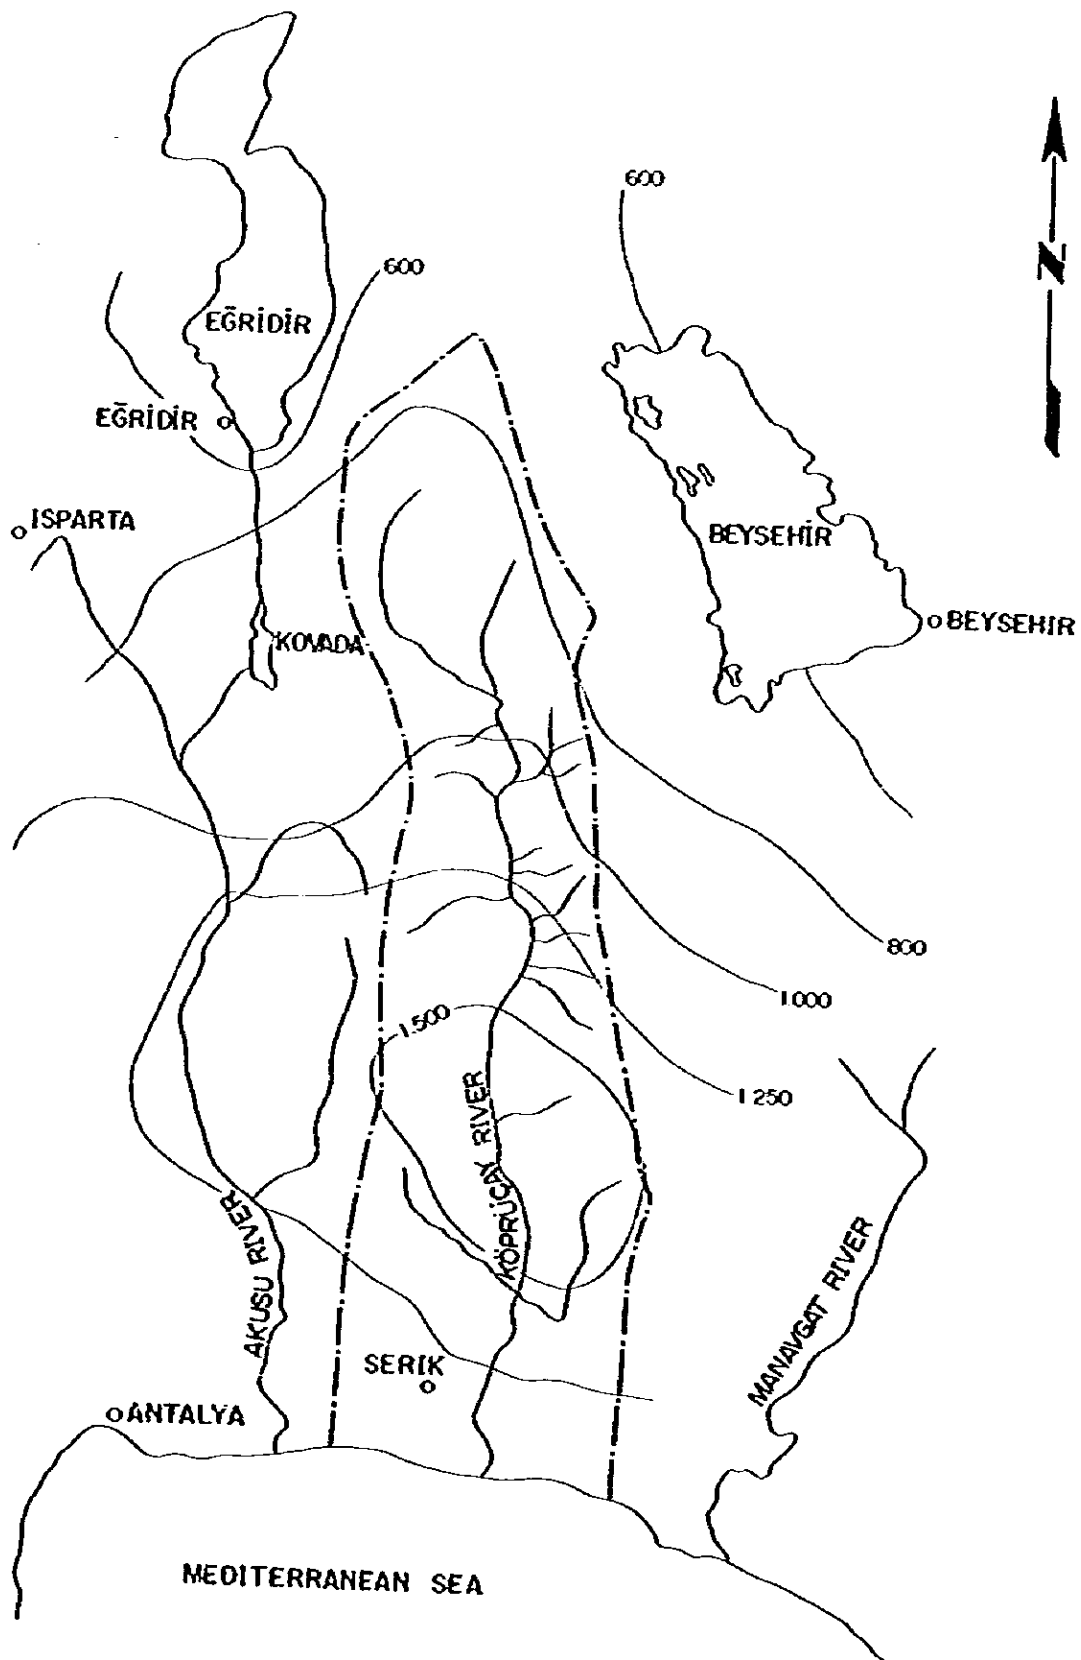 600
N
600
EĞRİDİR
EĞRİDİR
ISPARTA
BEYSEHİR
BEYSEHİR
KOVADA
800
1000
1500
1250
KÖPRÜÇAY RIVER
AKUSU RIVER
MANAVGAT RIVER
SERİK
ANTALYA
MEDITERRANEAN SEA